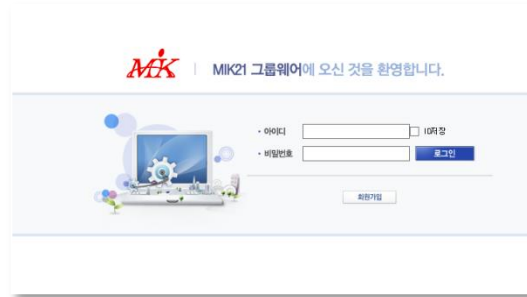 MIK
MIK21 그룹웨어에 오신 것을 환영합니다.
· 아이디
ID저장
· 비밀번호
로그인
회원가입